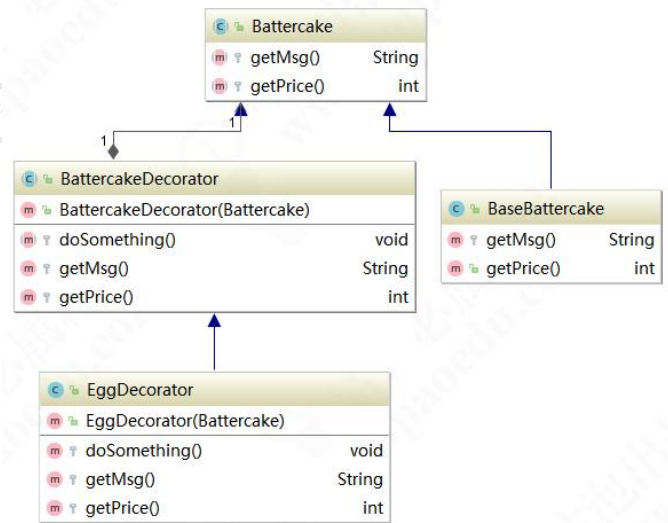 Battercake
getMsg() String
getPrice() int
1
1
BattercakeDecorator
BattercakeDecorator(Battercake)
doSomething() void
getMsg() String
getPrice() int
BaseBattercake
getMsg() String
getPrice() int
EggDecorator
EggDecorator(Battercake)
doSomething() void
getMsg() String
getPrice() int